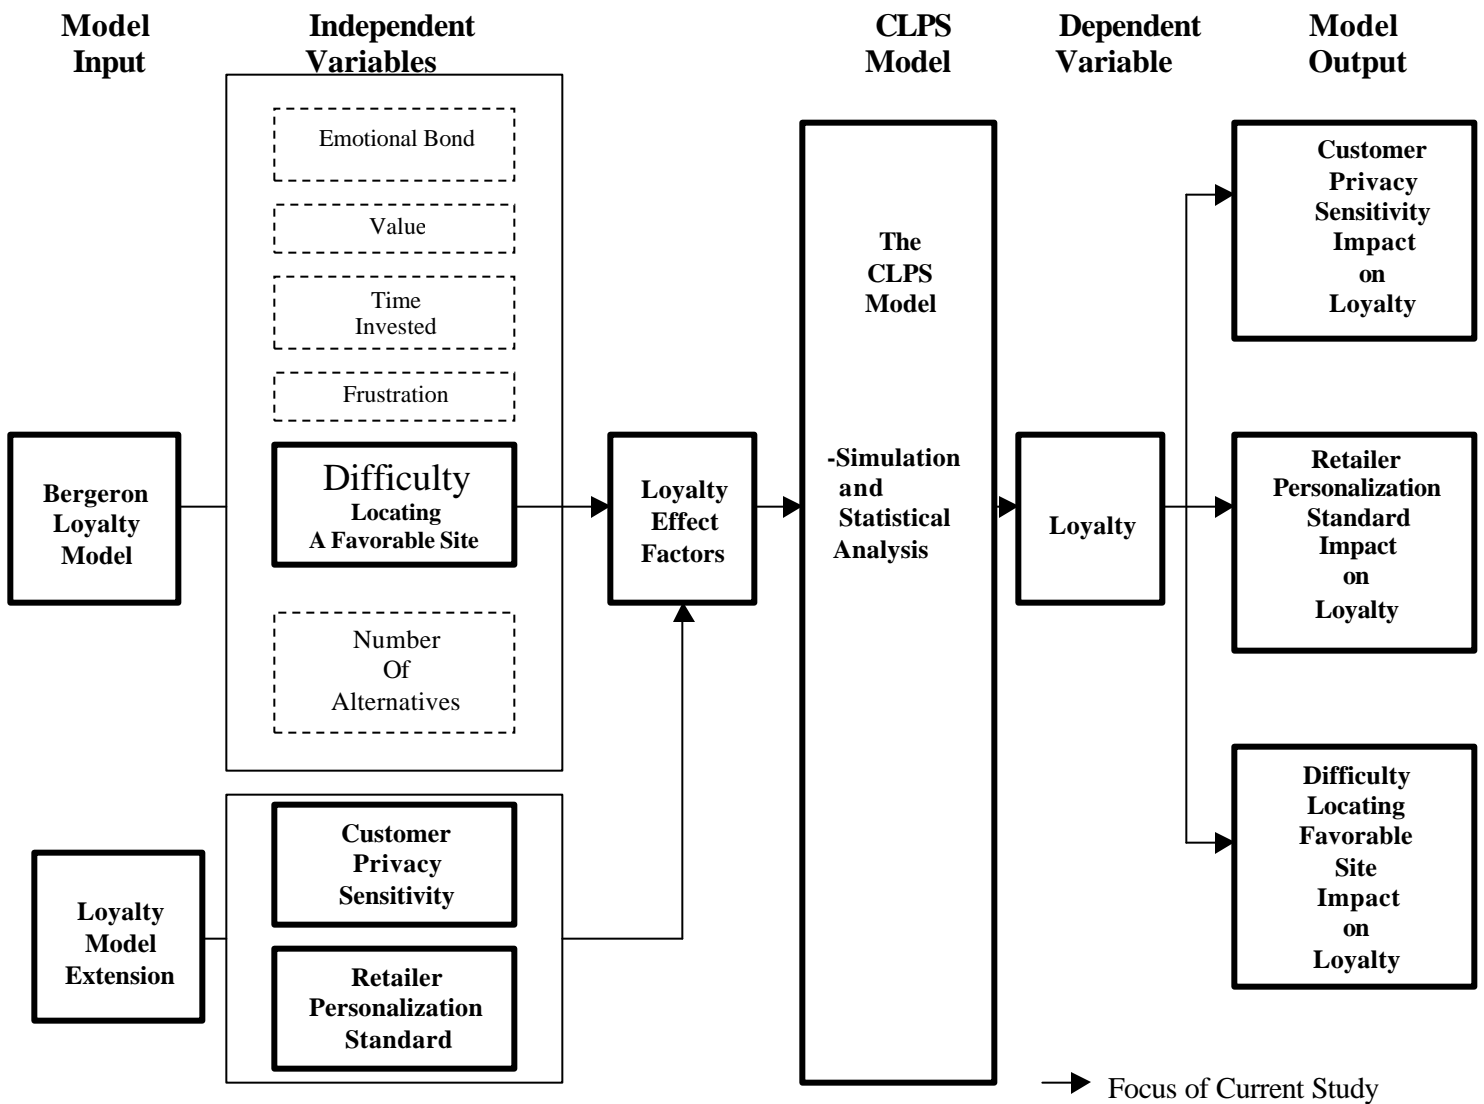 Model
Input
Independent
Variables
CLPS
Model
Dependent
Variable
Model
Output
Emotional Bond
Value
Time
Invested
Frustration
Difficulty
Locating
A Favorable Site
Number
Of
Alternatives
Bergeron
Loyalty
Model
Loyalty
Model
Extension
Customer
Privacy
Sensitivity
Retailer
Personalization
Standard
Loyalty
Effect
Factors
The
CLPS
Model
-Simulation
and
Statistical
Analysis
Loyalty
Customer
Privacy
Sensitivity
Impact
on
Loyalty
Retailer
Personalization
Standard
Impact
on
Loyalty
Difficulty
Locating
Favorable
Site
Impact
on
Loyalty
Focus of Current Study